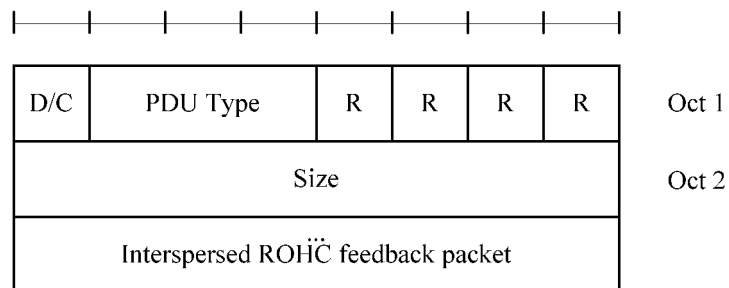 D/C PDU Type R R R R Oct 1
Size Oct 2
...
Interspersed ROHC feedback packet